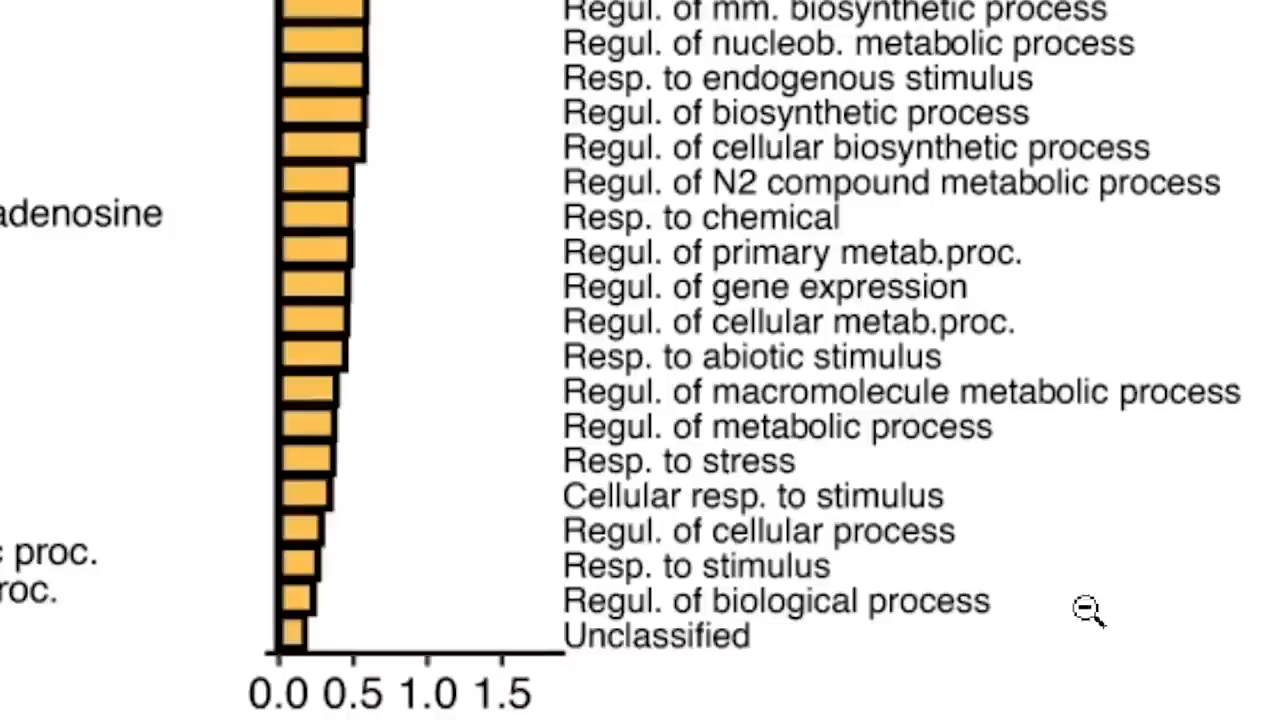 Regul. of mm. biosynthetic process
Regul. of nucleob. metabolic process
Resp. to endogenous stimulus
Regul. of biosynthetic process
Regul. of cellular biosynthetic process
Regul. of N2 compound metabolic process
adenosine
Resp. to chemical
Regul. of primary metab.proc.
Regul. of gene expression
Regul. of cellular metab.proc.
Resp. to abiotic stimulus
Regul. of macromolecule metabolic process
Regul. of metabolic process
Resp. to stress
Cellular resp. to stimulus
Regul. of cellular process
c proc.
Resp. to stimulus
roc.
Regul. of biological process
Unclassified
0.0 0.5 1.0 1.5